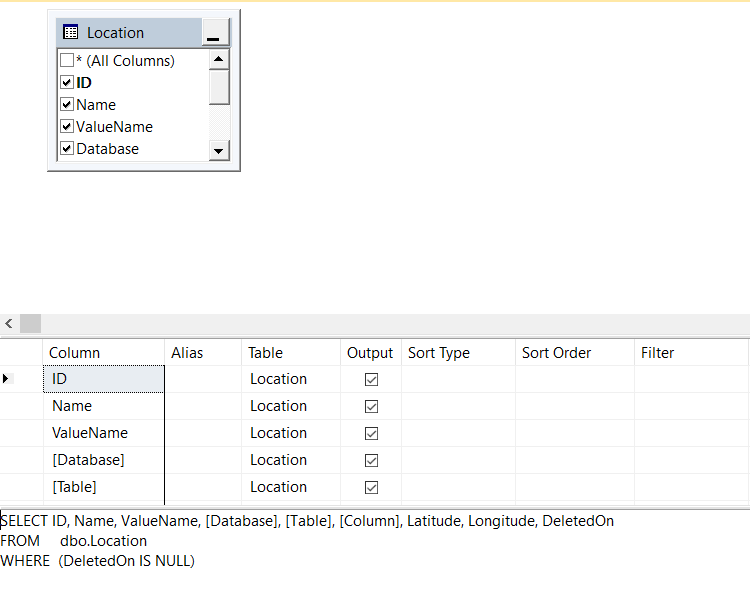 Location
* (All Columns)
ID
Name
ValueName
Database
Column Alias Table Output Sort Type Sort Order Filter
ID Location
Name Location
ValueName Location
[Database] Location
[Table] Location
SELECT ID, Name, ValueName, [Database], [Table], [Column], Latitude, Longitude, DeletedOn
FROM dbo.Location
WHERE (DeletedOn IS NULL)